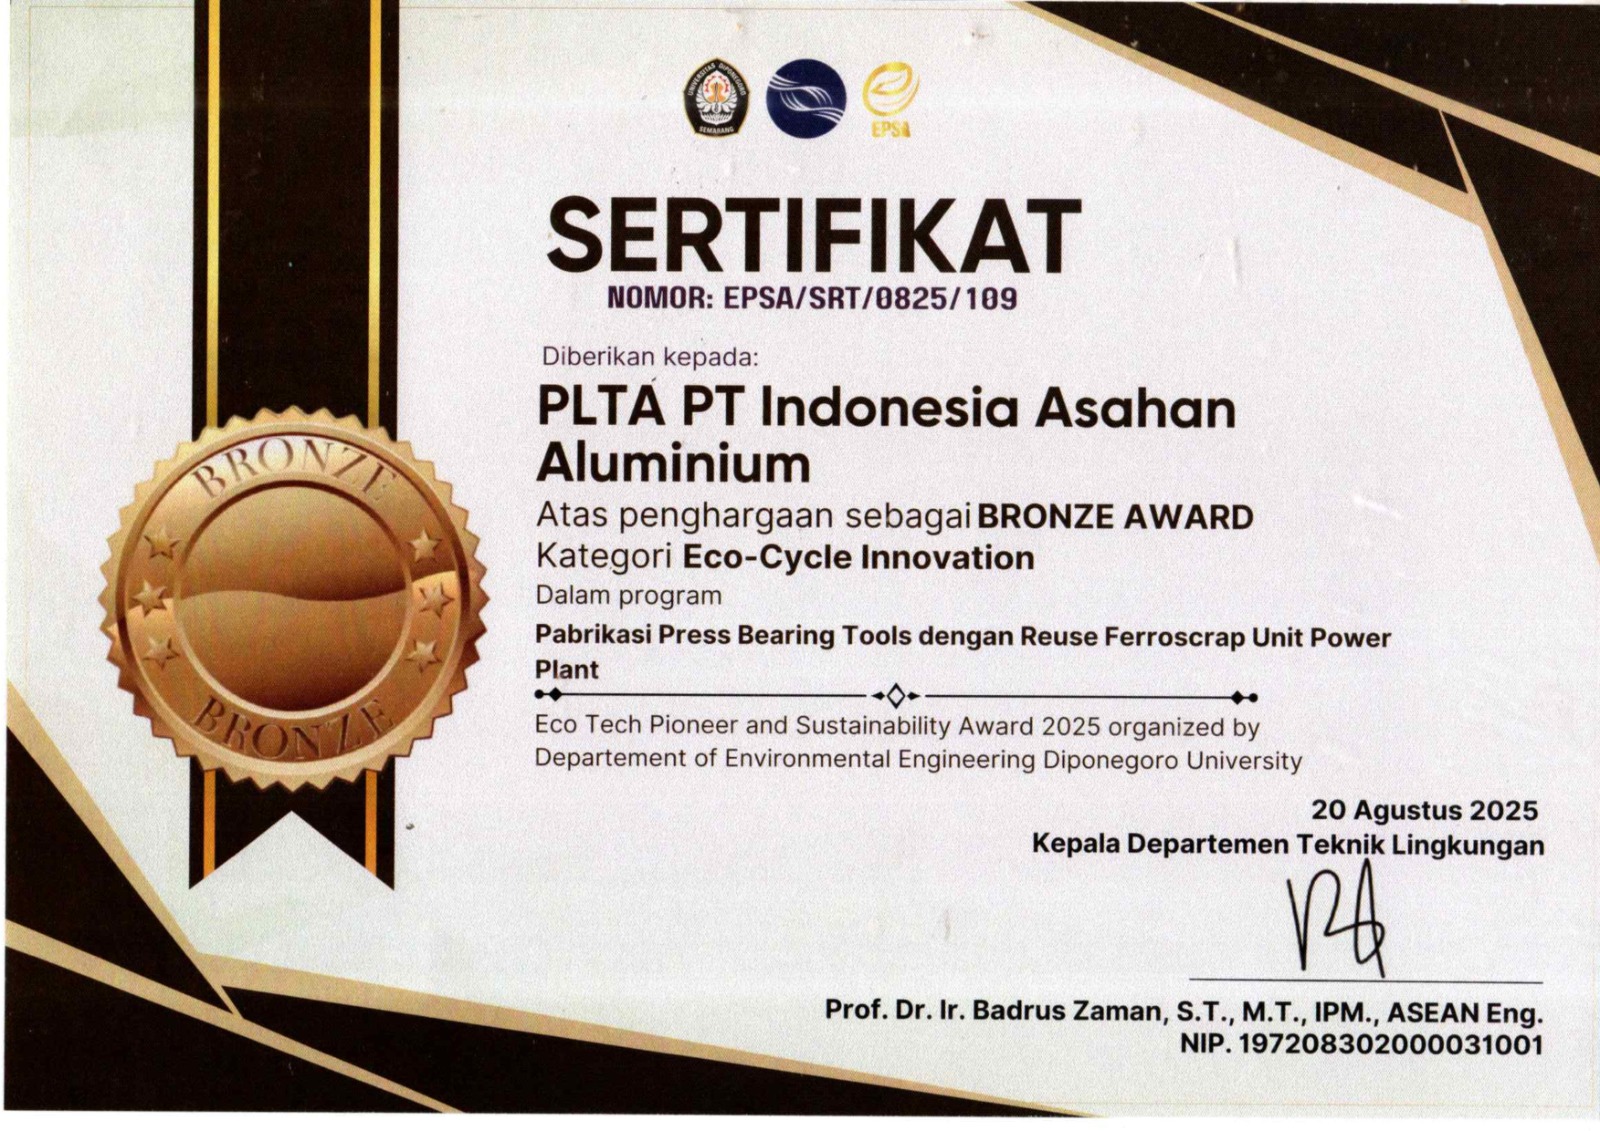 UNIVERSITAS DIPONEGORO
SEMARANG
EPSA
SERTIFIKAT
NOMOR: EPSA/SRT/0825/109
Diberikan kepada:
PLTA PT Indonesia Asahan
Aluminium
Atas penghargaan sebagai BRONZE AWARD
Kategori Eco-Cycle Innovation
Dalam program
Pabrikasi Press Bearing Tools dengan Reuse Ferroscrap Unit Power
Plant
Eco Tech Pioneer and Sustainability Award 2025 organized by
Departement of Environmental Engineering Diponegoro University
BRONZE
BRONZE
20 Agustus 2025
Kepala Departemen Teknik Lingkungan
Prof. Dr. Ir. Badrus Zaman, S.T., M.T., IPM., ASEAN Eng.
NIP. 197208302000031001